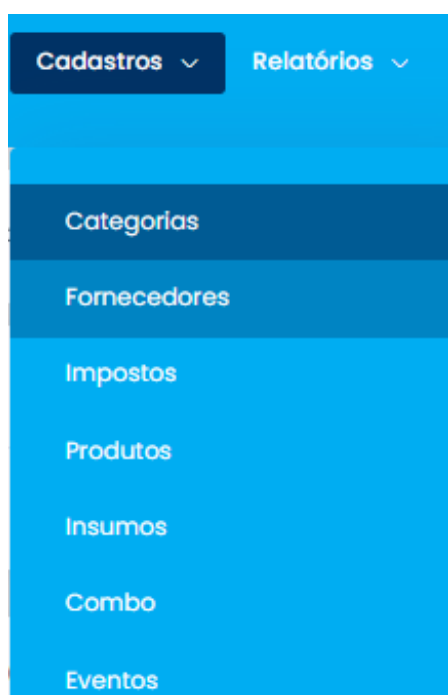 Cadastros Relatórios
Categorias
Fornecedores
Impostos
Produtos
Insumos
Combo
Eventos